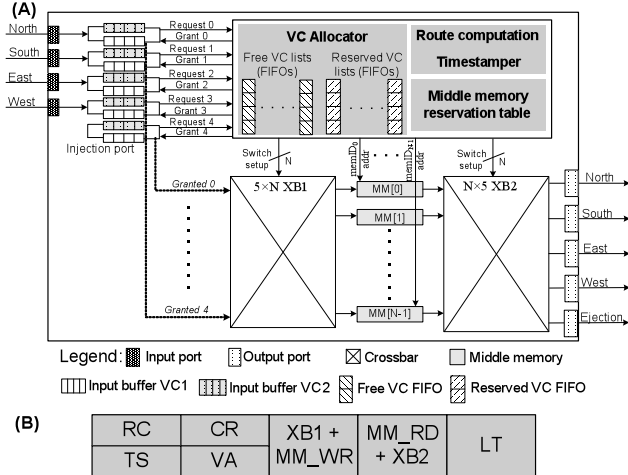 (A)
North
South
East
West
Injection port
Request 0
Grant 0
Request 1
Grant 1
Request 2
Grant 2
Request 3
Grant 3
Request 4
Grant 4
VC Allocator
Free VC lists (FIFOs)
Reserved VC lists (FIFOs)
Route computation
Timestamper
Middle memory reservation table
Switch setup
N
memID0
addr
memIDN-1
addr
Switch setup
N
Granted 0
Granted 4
5×N XB1
MM[0]
MM[1]
MM[N-1]
N×5 XB2
North
South
East
West
Ejection
Legend:
Input port
Output port
Crossbar
Middle memory
Input buffer VC1
Input buffer VC2
Free VC FIFO
Reserved VC FIFO
(B)
RC
CR
XB1 + MM_WR
MM_RD + XB2
LT
TS
VA